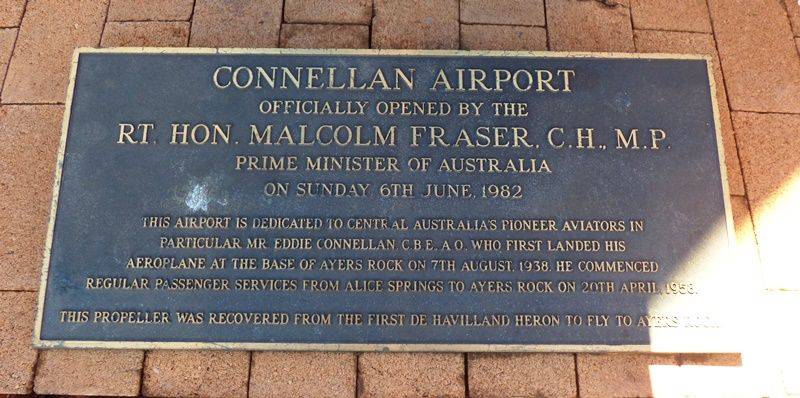 CONNELLAN AIRPORT
OFFICIALLY OPENED BY THE
RT. HON. MALCOLM FRASER, C.H., M.P.
PRIME MINISTER OF AUSTRALIA
ON SUNDAY 6TH JUNE, 1982
THIS AIRPORT IS DEDICATED TO CENTRAL AUSTRALIA'S PIONEER AVIATORS IN
PARTICULAR MR. EDDIE CONNELLAN, C.B.E., A.O. WHO FIRST LANDED HIS
AEROPLANE AT THE BASE OF AYERS ROCK ON 7TH AUGUST, 1938. HE COMMENCED
REGULAR PASSENGER SERVICES FROM ALICE SPRINGS TO AYERS ROCK ON 20TH APRIL,
THIS PROPELLER WAS RECOVERED FROM THE FIRST DE HAVILLAND HERON TO FLY TO AYERS ROCK